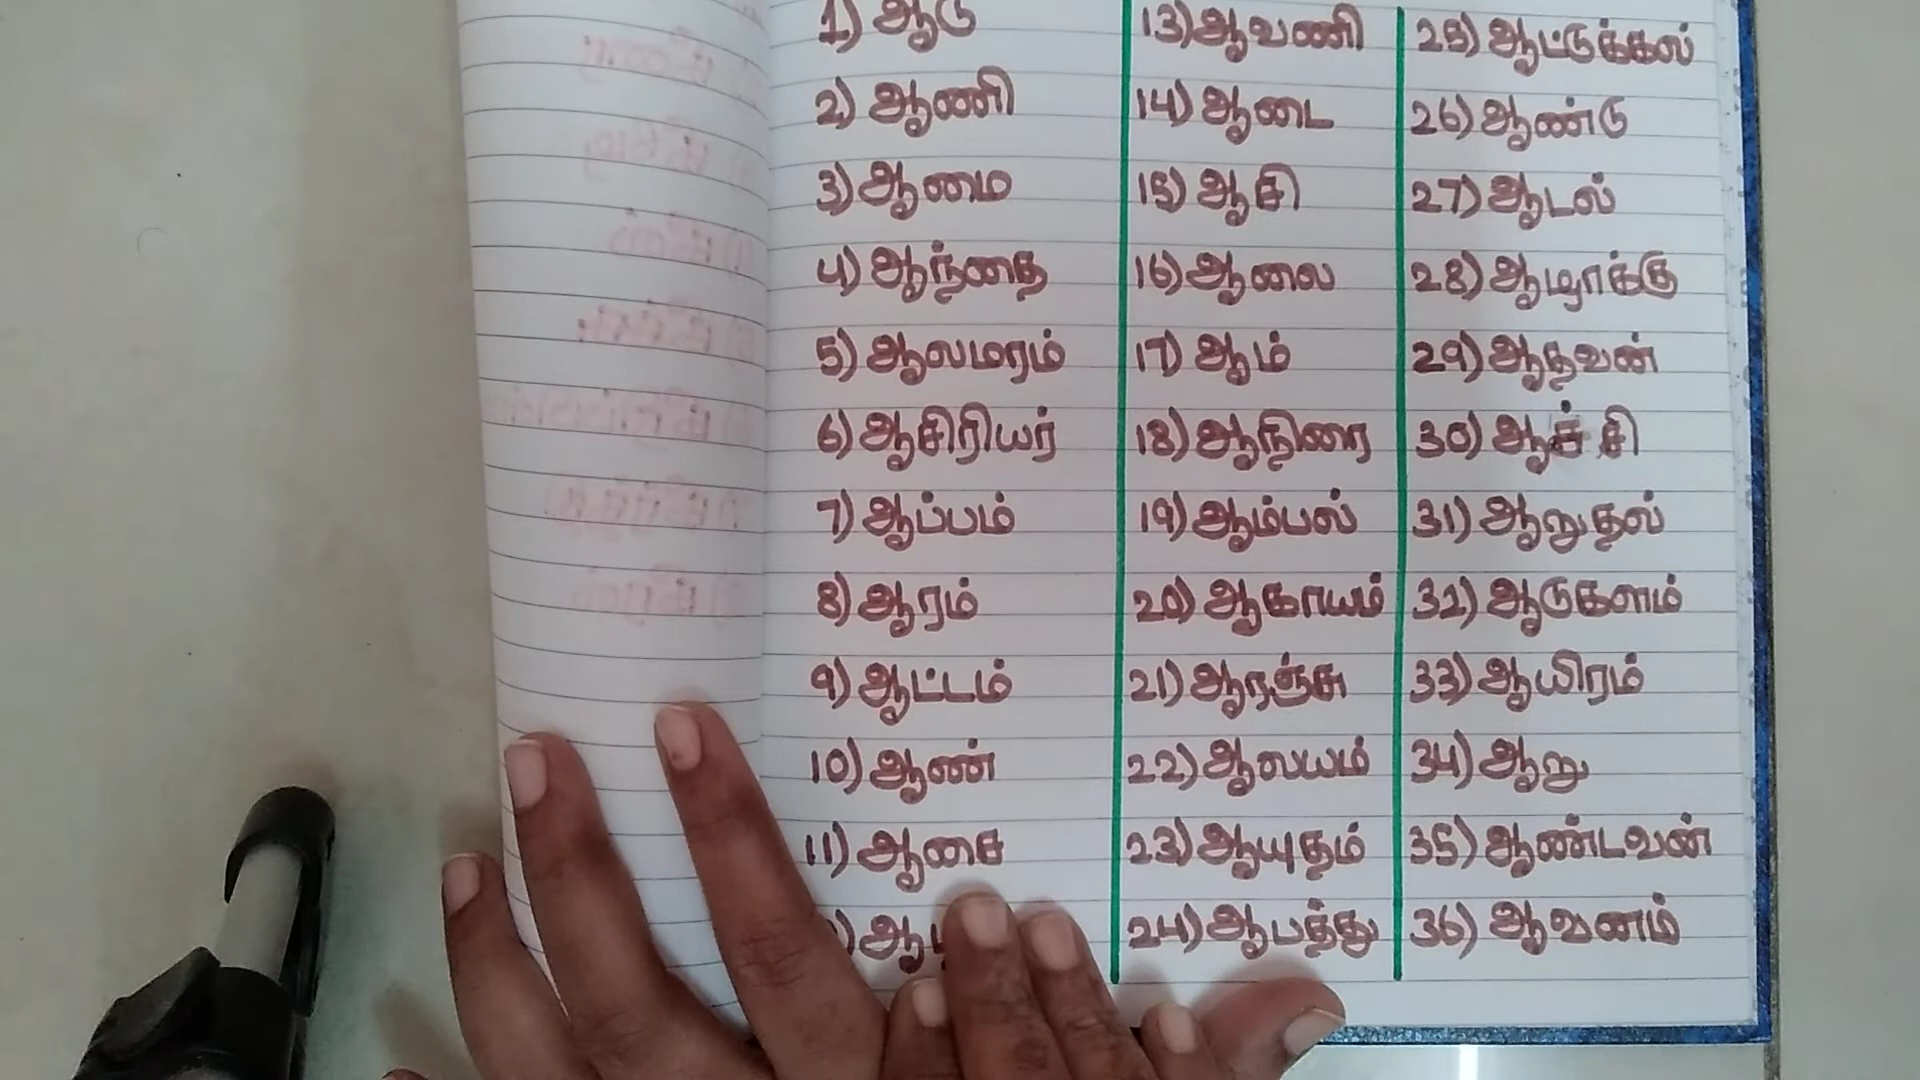 1) ஆடு
2) ஆணி
3) ஆமை
4) ஆந்தை
5) ஆலமரம்
6) ஆசிரியர்
7) ஆப்பம்
8) ஆரம்
9) ஆட்டம்
10) ஆண்
11) ஆசை
13) ஆவணி
14) ஆடை
15) ஆசி
16) ஆலை
17) ஆம்
18) ஆநிரை
19) ஆம்பல்
20) ஆகாயம்
21) ஆரஞ்சு
22) ஆலயம்
23) ஆயுதம்
24) ஆபத்து
25) ஆட்டுக்கல்
26) ஆண்டு
27) ஆடல்
28) ஆழாக்கு
29) ஆதவன்
30) ஆச்சி
31) ஆறுதல்
32) ஆடுகளம்
33) ஆயிரம்
34) ஆறு
35) ஆண்டவன்
36) ஆவணம்